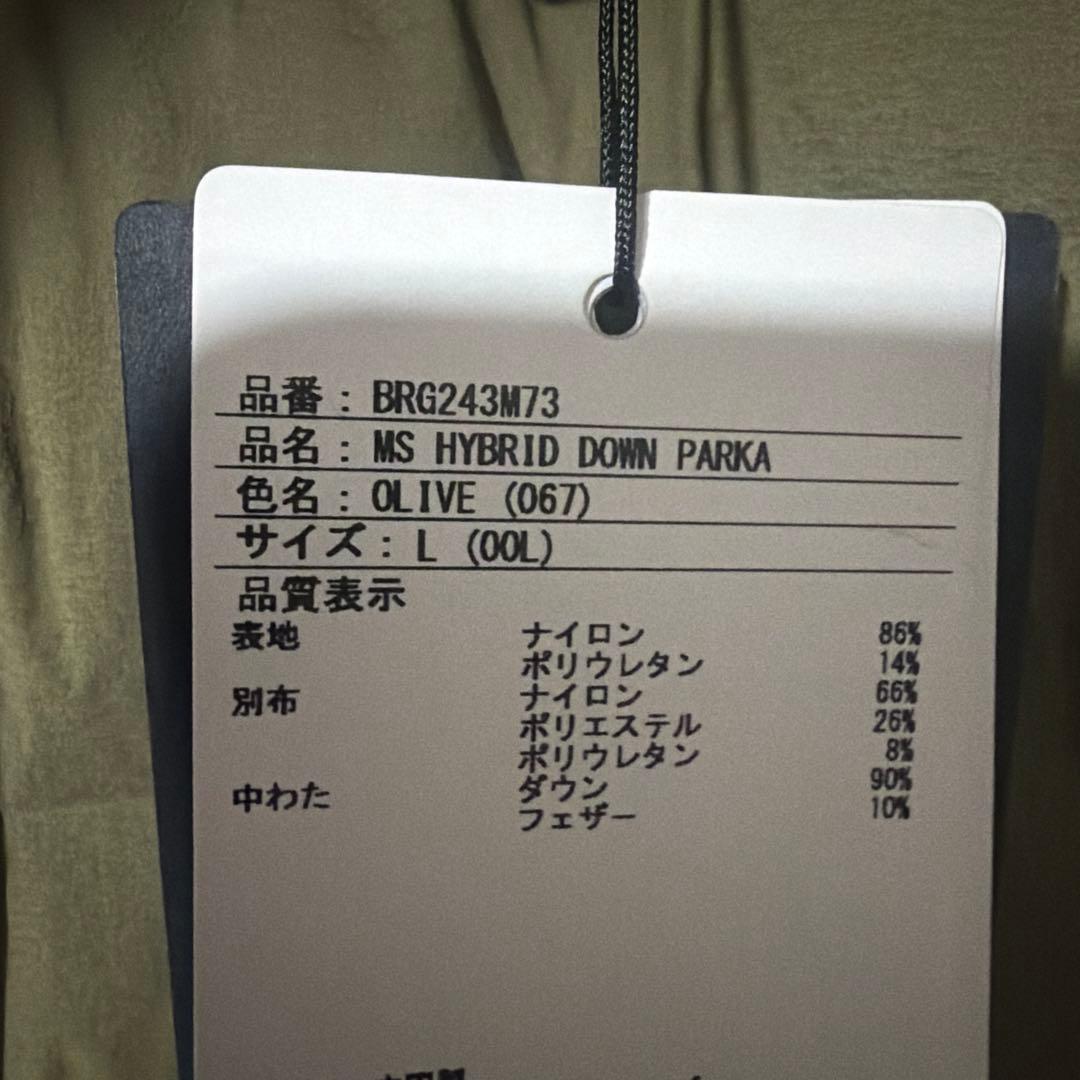 品番: BRG243M73
品名: MS HYBRID DOWN PARKA
色名: OLIVE (067)
サイズ: L (00L)
品質表示
表地 ナイロン 86%
ポリウレタン 14%
別布 ナイロン 66%
ポリエステル 26%
ポリウレタン 8%
中わた ダウン 90%
フェザー 10%